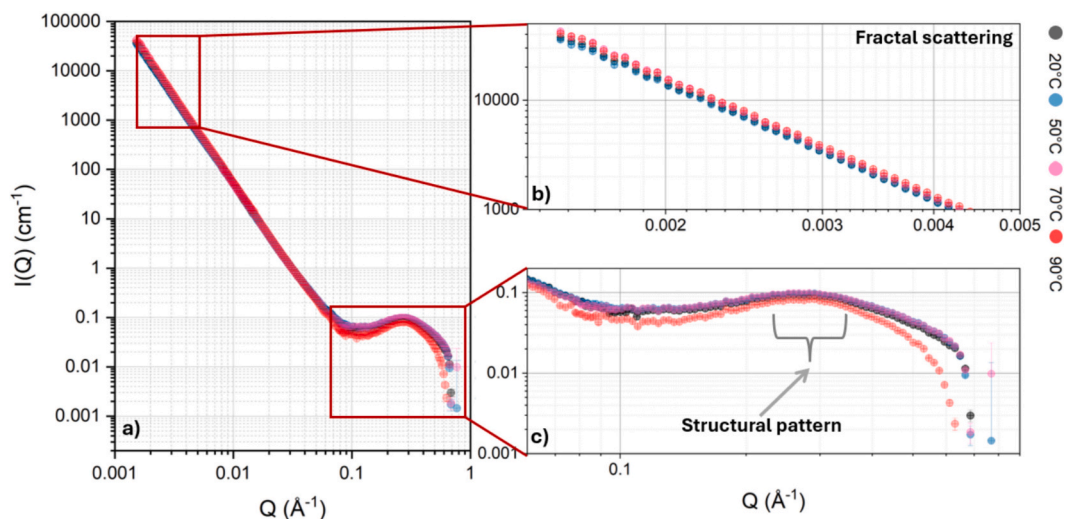 100000
10000
1000
100
10
1
0.1
0.01
0.001
I(Q) (cm⁻¹)
a)
0.001
0.01
0.1
1
Q (Å⁻¹)
Fractal scattering
10000
1000
b)
0.002
0.003
0.004
0.005
0.1
0.01
0.001
Structural pattern
c)
0.1
Q (Å⁻¹)
20°C
50°C
70°C
90°C